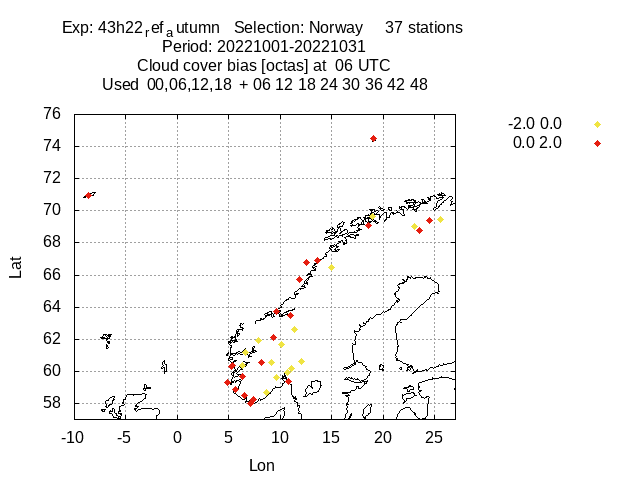 Exp: 43h22refautumn Selection: Norway 37 stations
Period: 20221001-20221031
Cloud cover bias [octas] at 06 UTC
Used 00,06,12,18 + 06 12 18 24 30 36 42 48
-2.0 0.0
0.0 2.0
76
74
72
70
68
66
64
62
60
58
Lat
-10 -5 0 5 10 15 20 25
Lon